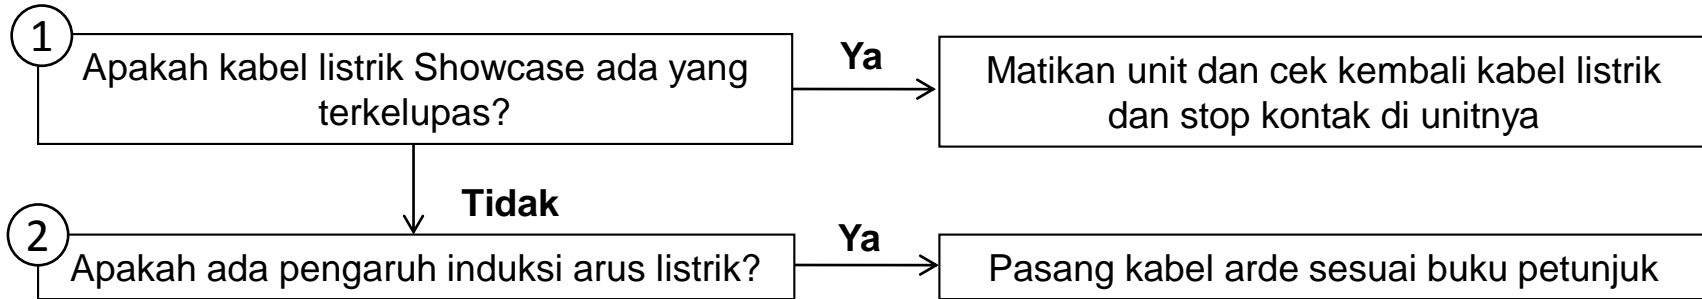 1
Apakah kabel listrik Showcase ada yang
terkelupas?
Ya
Matikan unit dan cek kembali kabel listrik
dan stop kontak di unitnya
Tidak
2
Apakah ada pengaruh induksi arus listrik?
Ya
Pasang kabel arde sesuai buku petunjuk